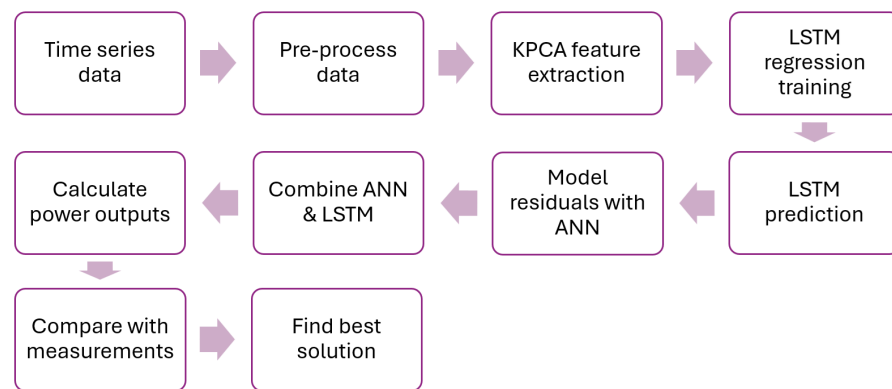 Time series
data
Pre-process
data
KPCA feature
extraction
LSTM
regression
training
LSTM
prediction
Model
residuals with
ANN
Combine ANN
& LSTM
Calculate
power outputs
Compare with
measurements
Find best
solution